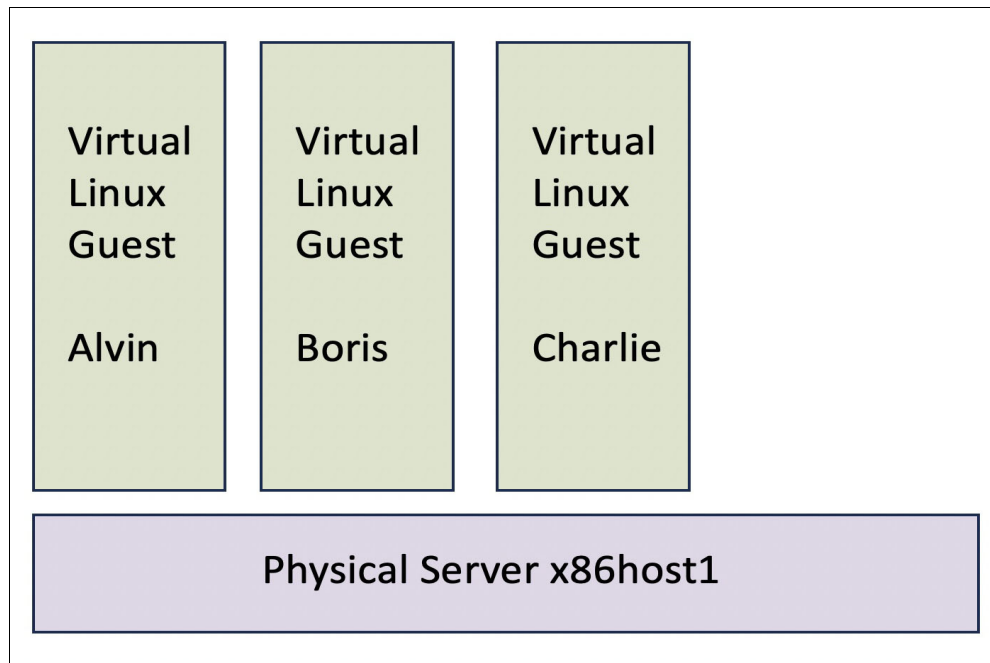 Virtual
Linux
Guest
Alvin
Virtual
Linux
Guest
Boris
Virtual
Linux
Guest
Charlie
Physical Server x86host1